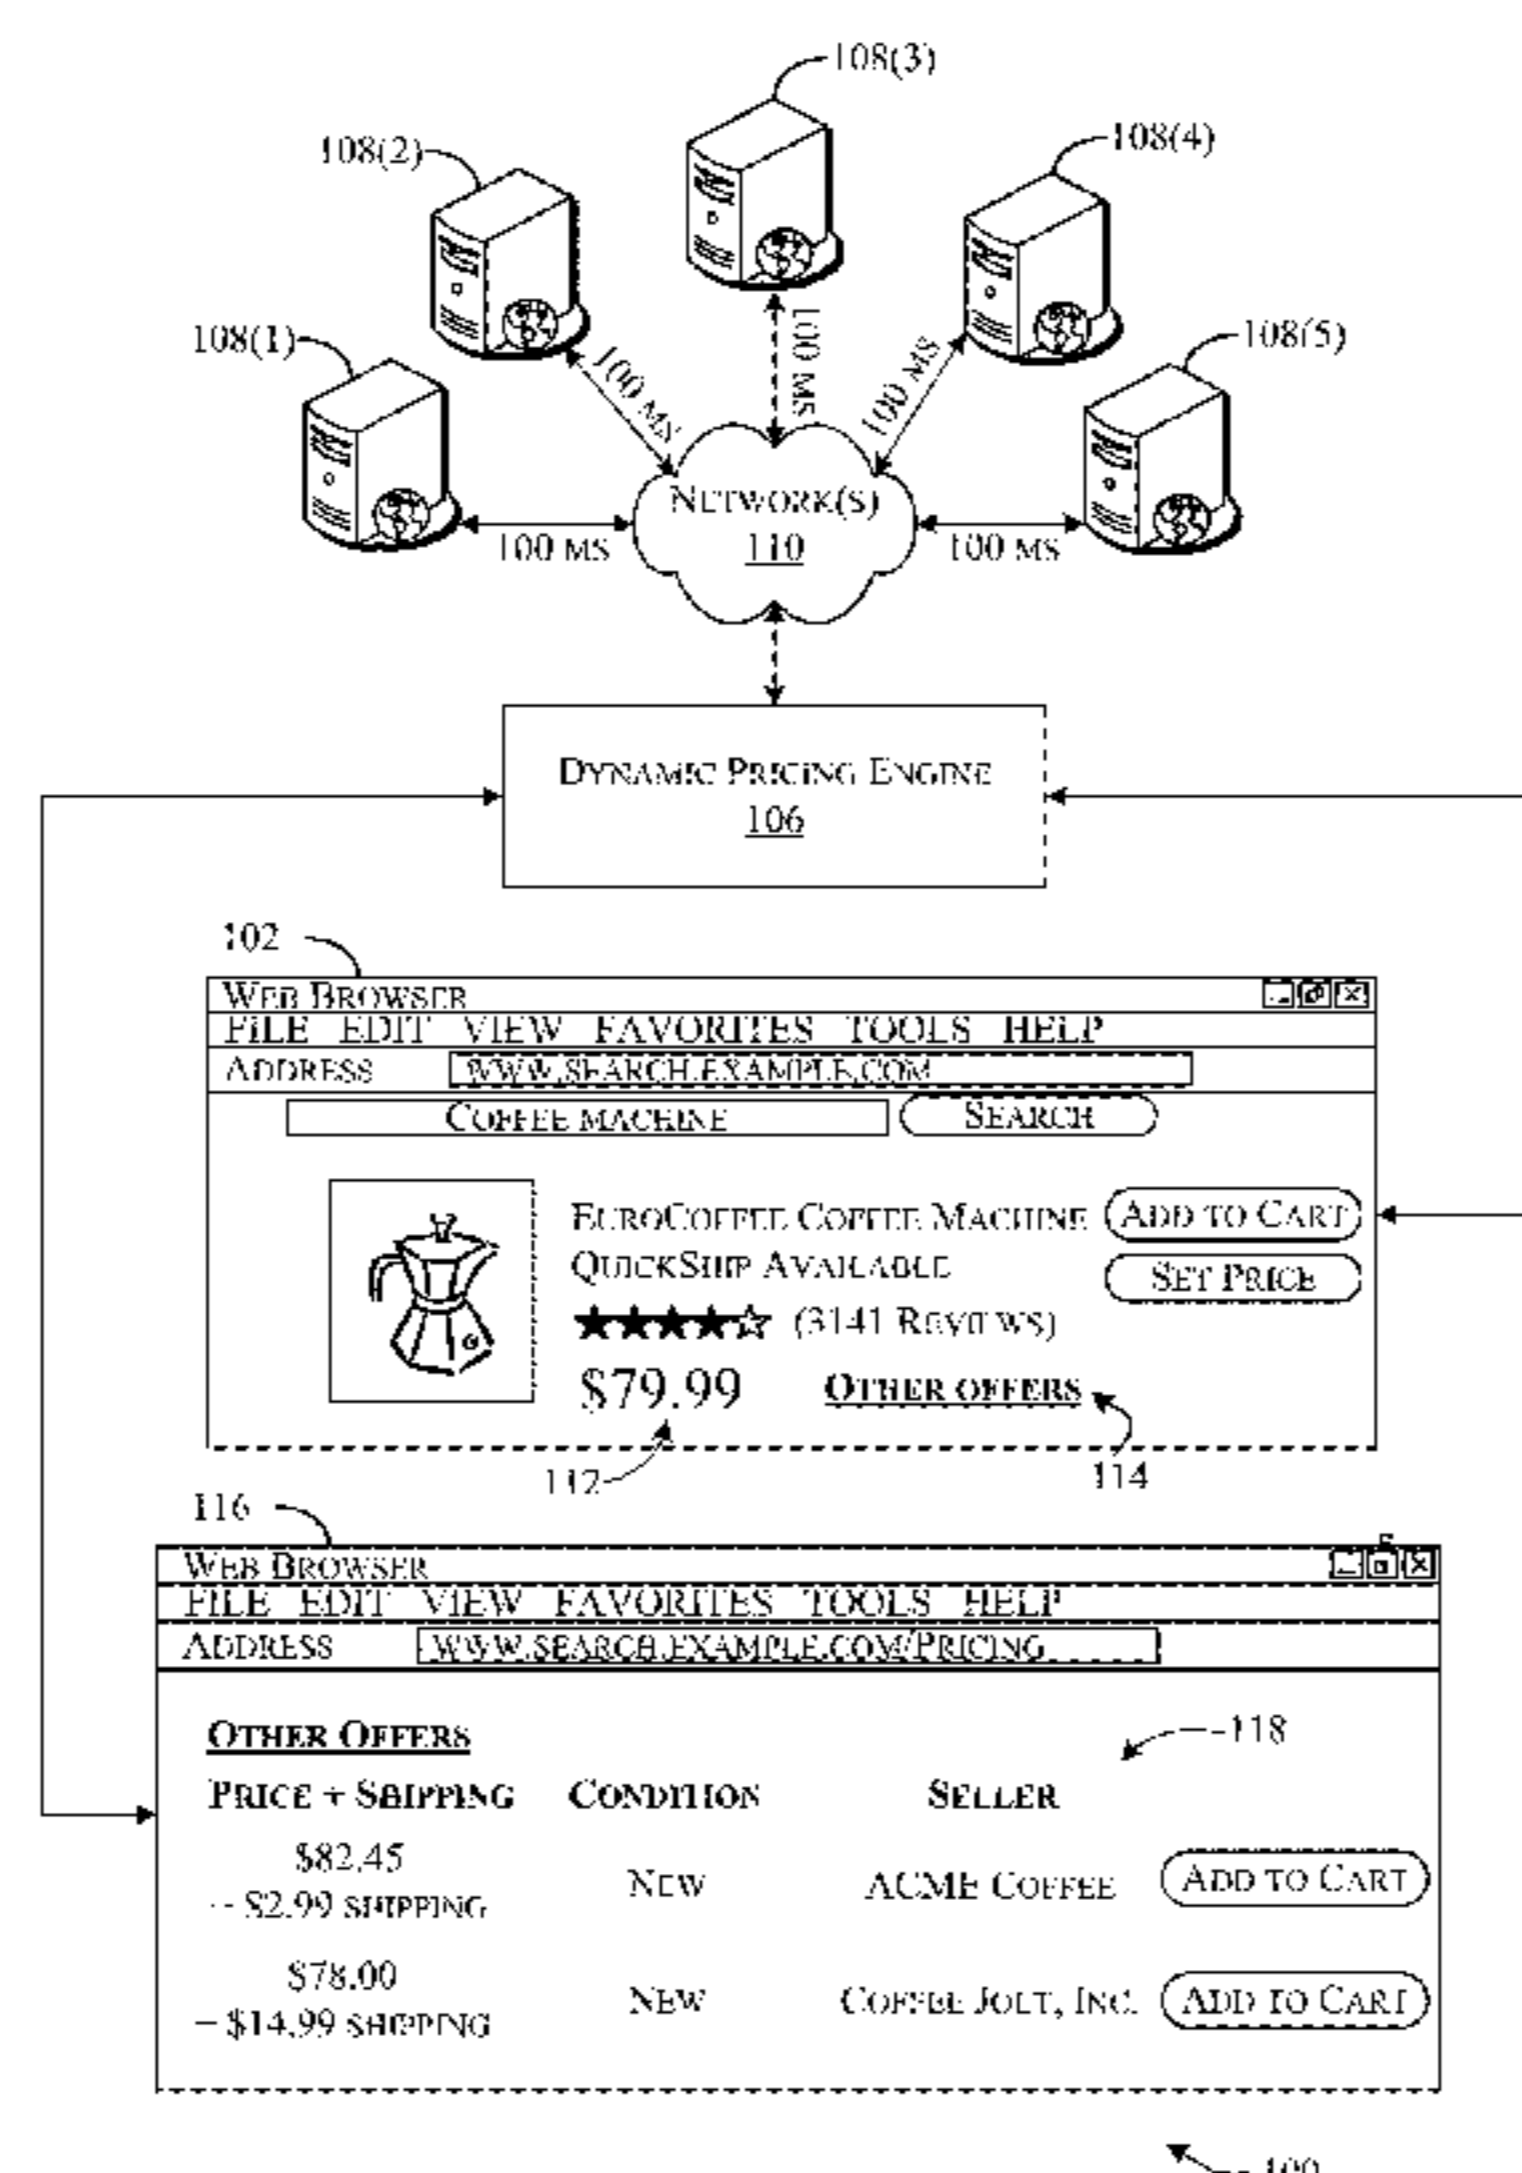 108(3)
108(2)
108(4)
108(1)
108(5)
100 MS
100 MS
100 MS
100 MS
100 MS
NETWORK(S)
110
DYNAMIC PRICING ENGINE
106
102
WEB BROWSER
FILE EDIT VIEW FAVORITES TOOLS HELP
ADDRESS WWW.SEARCH.EXAMPLE.COM
COFFEE MACHINE SEARCH
EUROCOFFEE COFFEE MACHINE ADD TO CART
QUICKSHIP AVAILABLE SET PRICE
(3141 REVIEWS)
$79.99 OTHER OFFERS
112 114
116
WEB BROWSER
FILE EDIT VIEW FAVORITES TOOLS HELP
ADDRESS WWW.SEARCH.EXAMPLE.COM/PRICING
OTHER OFFERS
118
PRICE + SHIPPING CONDITION SELLER
$82.45
+ $2.99 SHIPPING NEW ACME COFFEE ADD TO CART
$78.00
+ $14.99 SHIPPING NEW COFFEE JOLT, INC. ADD TO CART
100